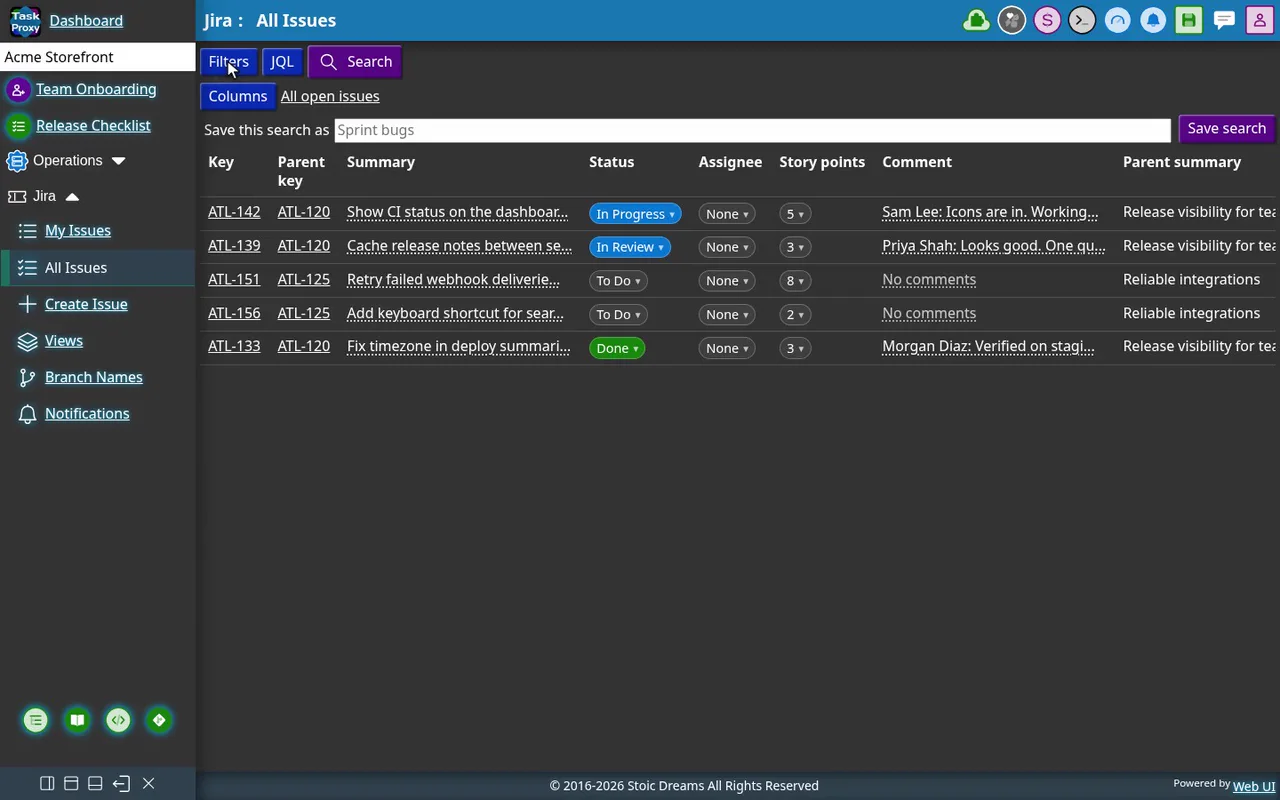 Task Proxy
Dashboard
Jira : All Issues
S
Acme Storefront
Team Onboarding
Release Checklist
Operations
Jira
My Issues
All Issues
Create Issue
Views
Branch Names
Notifications
Filters JQL Search
Columns All open issues
Save this search as Sprint bugs Save search
Key Parent key Summary Status Assignee Story points Comment Parent summary
ATL-142 ATL-120 Show CI status on the dashboar... In Progress None 5 Sam Lee: Icons are in. Working... Release visibility for tea
ATL-139 ATL-120 Cache release notes between se... In Review None 3 Priya Shah: Looks good. One qu... Release visibility for tea
ATL-151 ATL-125 Retry failed webhook deliverie... To Do None 8 No comments Reliable integrations
ATL-156 ATL-125 Add keyboard shortcut for sear... To Do None 2 No comments Reliable integrations
ATL-133 ATL-120 Fix timezone in deploy summari... Done None 3 Morgan Diaz: Verified on stagi... Release visibility for tea
© 2016-2026 Stoic Dreams All Rights Reserved
Powered by Web UI